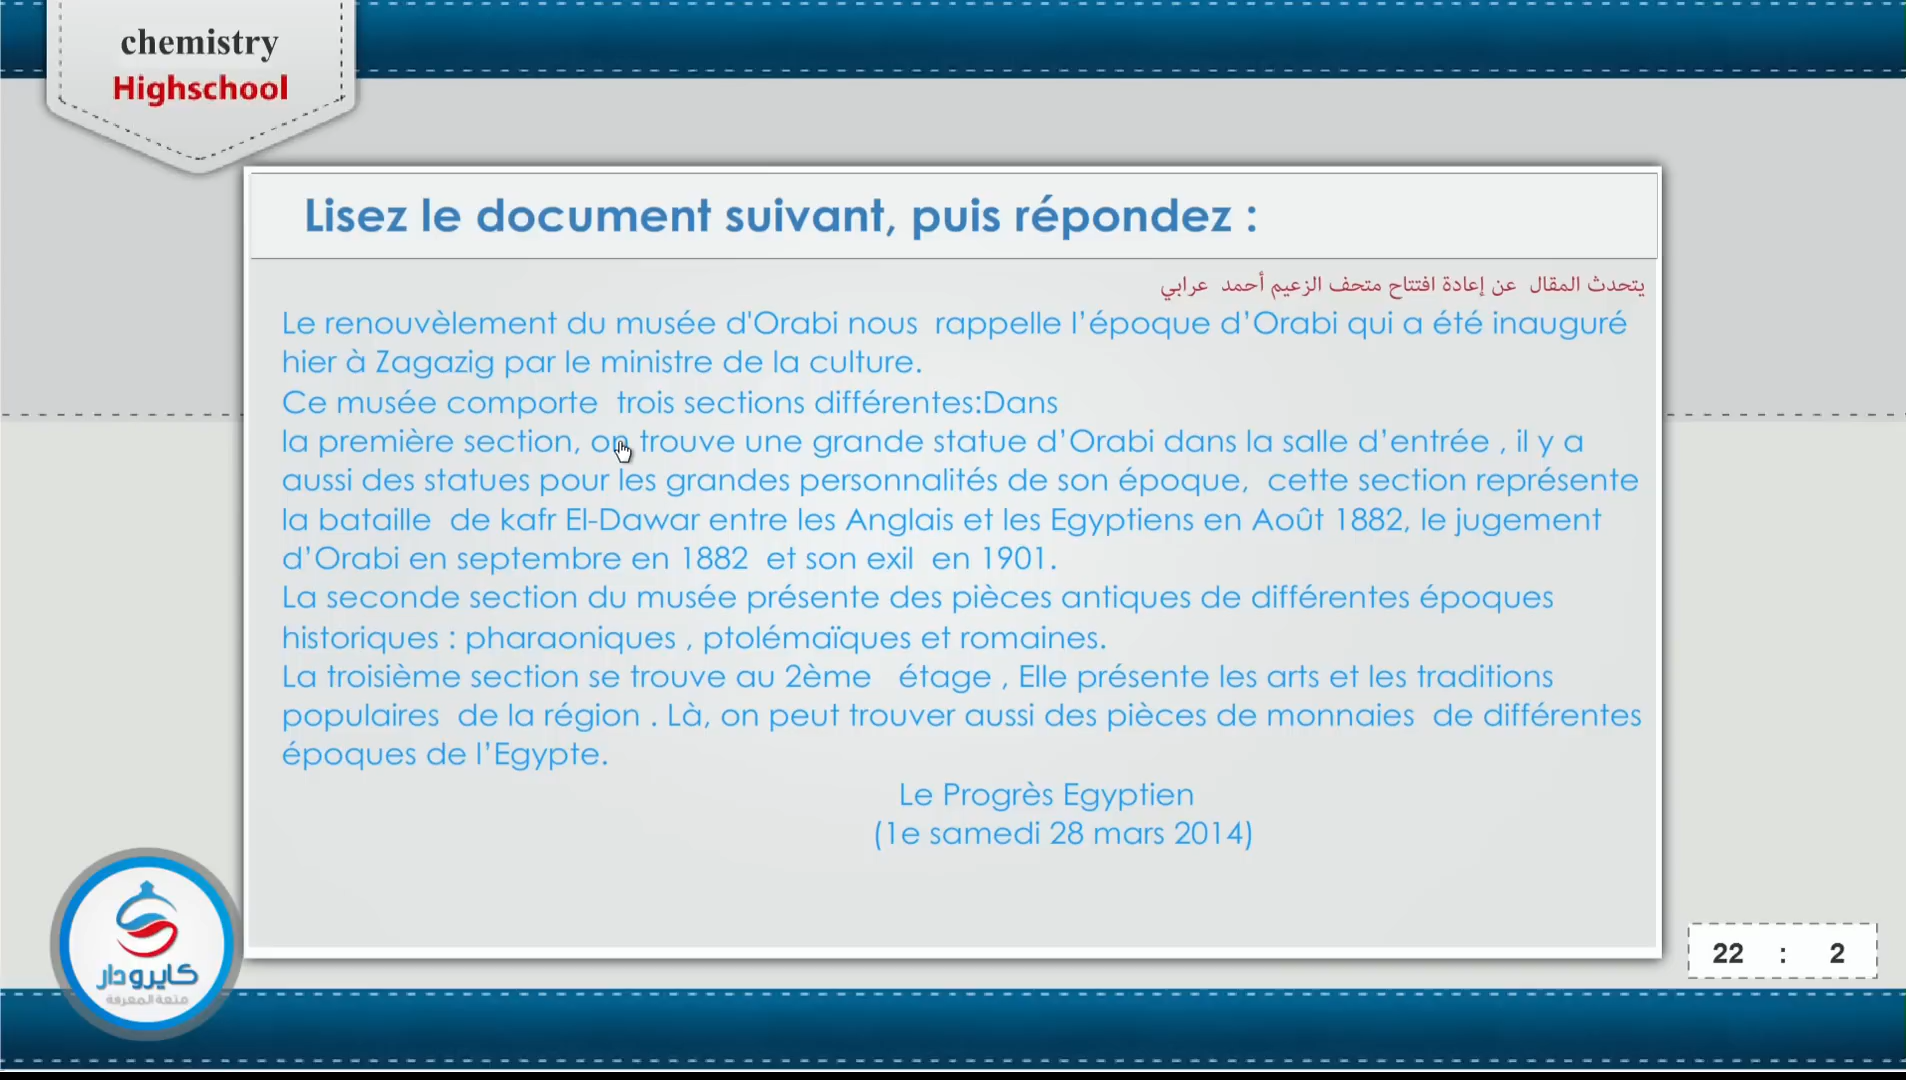 chemistry
Highschool
Lisez le document suivant, puis répondez :
يتحدث المقال عن إعادة افتتاح متحف الزعيم أحمد عرابي
Le renouvèlement du musée d'Orabi nous rappelle l’époque d’Orabi qui a été inauguré
hier à Zagazig par le ministre de la culture.
Ce musée comporte trois sections différentes:Dans
la première section, on trouve une grande statue d’Orabi dans la salle d’entrée , il y a
aussi des statues pour les grandes personnalités de son époque, cette section représente
la bataille de kafr El-Dawar entre les Anglais et les Egyptiens en Août 1882, le jugement
d’Orabi en septembre en 1882 et son exil en 1901.
La seconde section du musée présente des pièces antiques de différentes époques
historiques : pharaoniques , ptolémaïques et romaines.
La troisième section se trouve au 2ème étage , Elle présente les arts et les traditions
populaires de la région . Là, on peut trouver aussi des pièces de monnaies de différentes
époques de l’Egypte.
Le Progrès Egyptien
(1e samedi 28 mars 2014)
كايرودار
متعة المعرفة
22 : 2